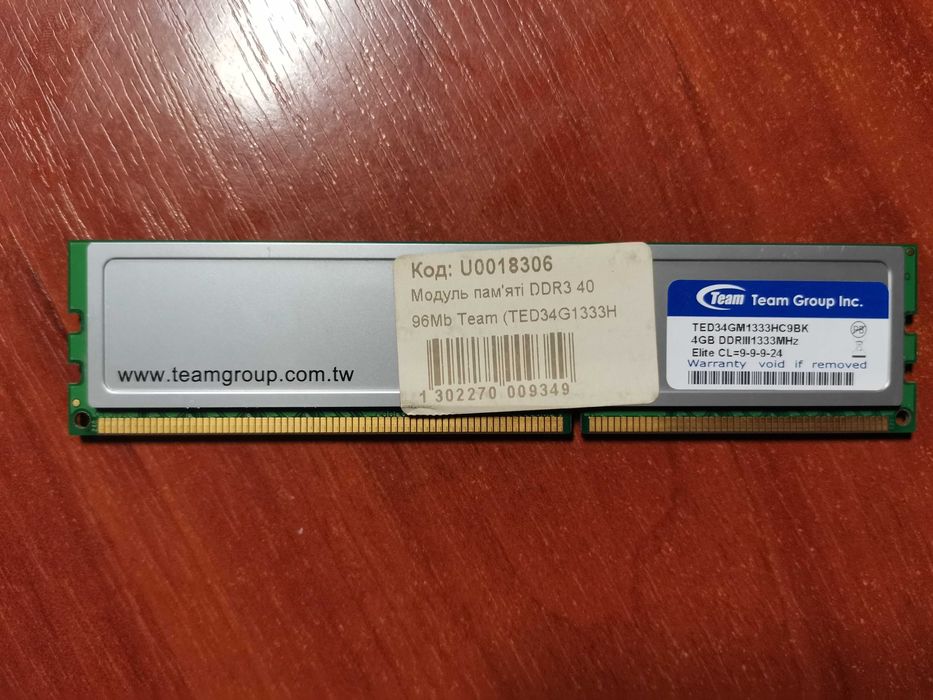 www.teamgroup.com.tw
Код: U0018306
Модуль пам'яті DDR3 40
96Mb Team (TED34G1333H
1 302270 009349
Team Team Group Inc.
TED34GM1333HC9BK
4GB DDRIII1333MHz
Elite CL=9-9-9-24
Warranty void if removed